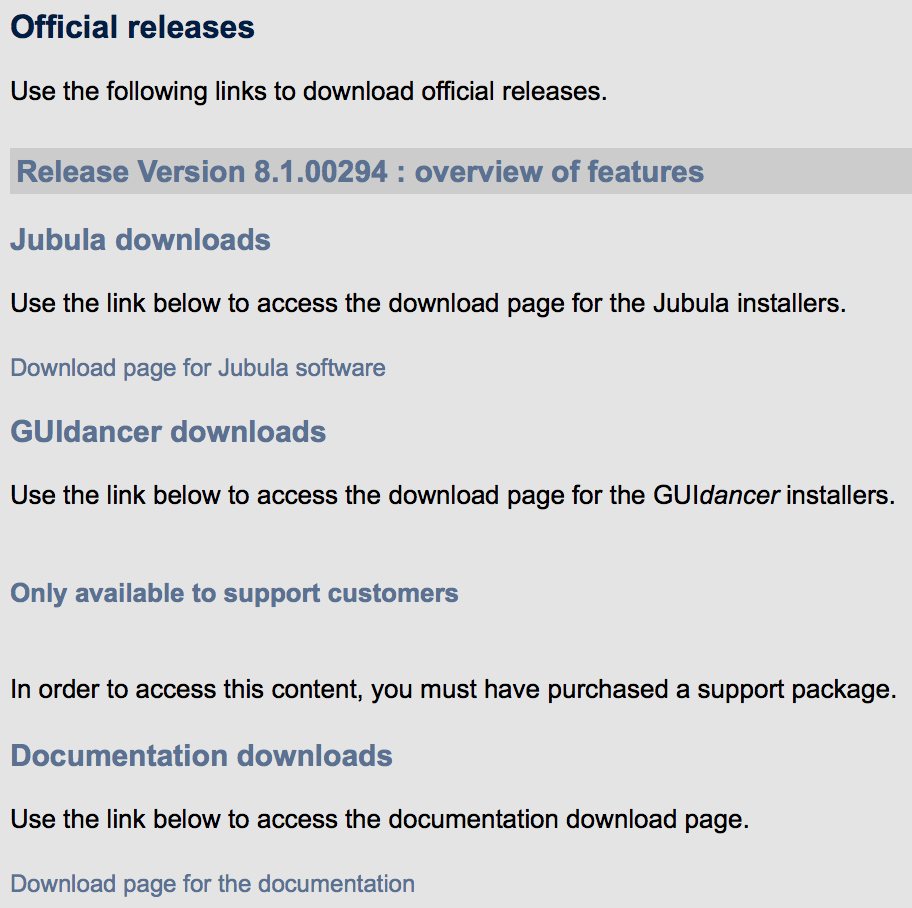 Official releases
Use the following links to download official releases.
Release Version 8.1.00294 : overview of features
Jubula downloads
Use the link below to access the download page for the Jubula installers.
Download page for Jubula software
GUIdancer downloads
Use the link below to access the download page for the GUIdancer installers.
Only available to support customers
In order to access this content, you must have purchased a support package.
Documentation downloads
Use the link below to access the documentation download page.
Download page for the documentation